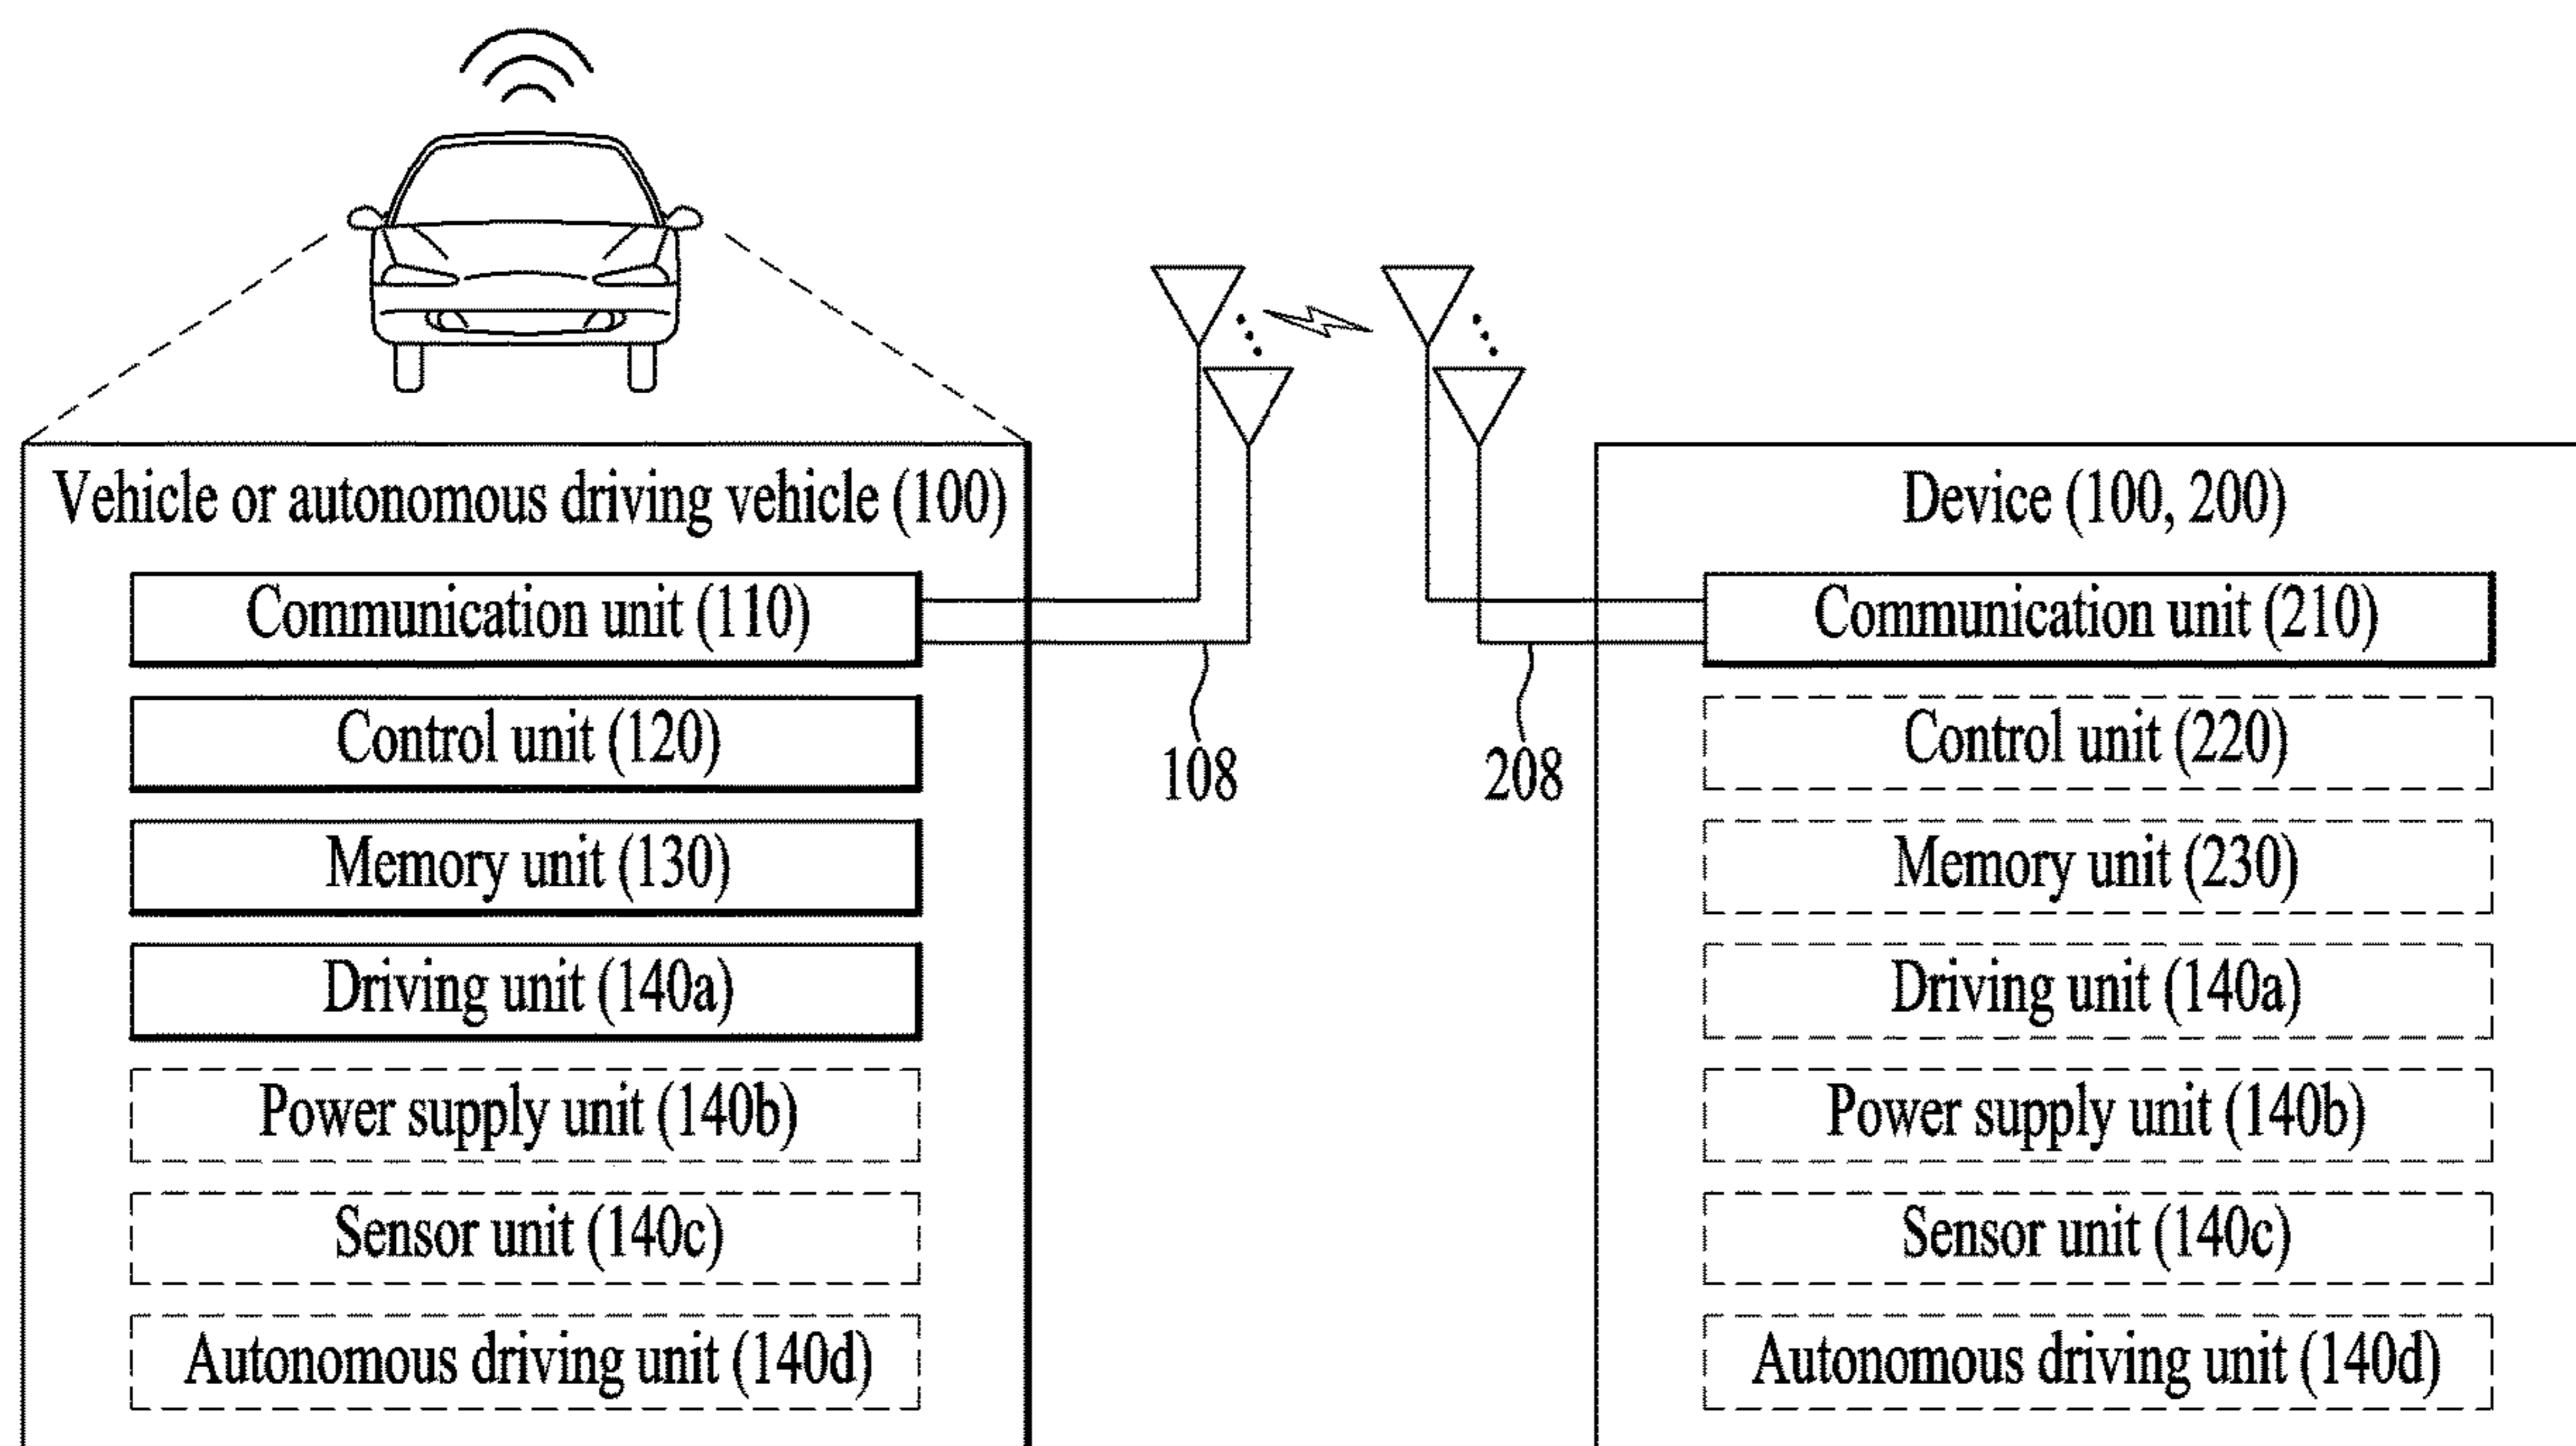 Vehicle or autonomous driving vehicle (100)
Communication unit (110)
Control unit (120)
Memory unit (130)
Driving unit (140a)
Power supply unit (140b)
Sensor unit (140c)
Autonomous driving unit (140d)
108
208
Device (100, 200)
Communication unit (210)
Control unit (220)
Memory unit (230)
Driving unit (140a)
Power supply unit (140b)
Sensor unit (140c)
Autonomous driving unit (140d)